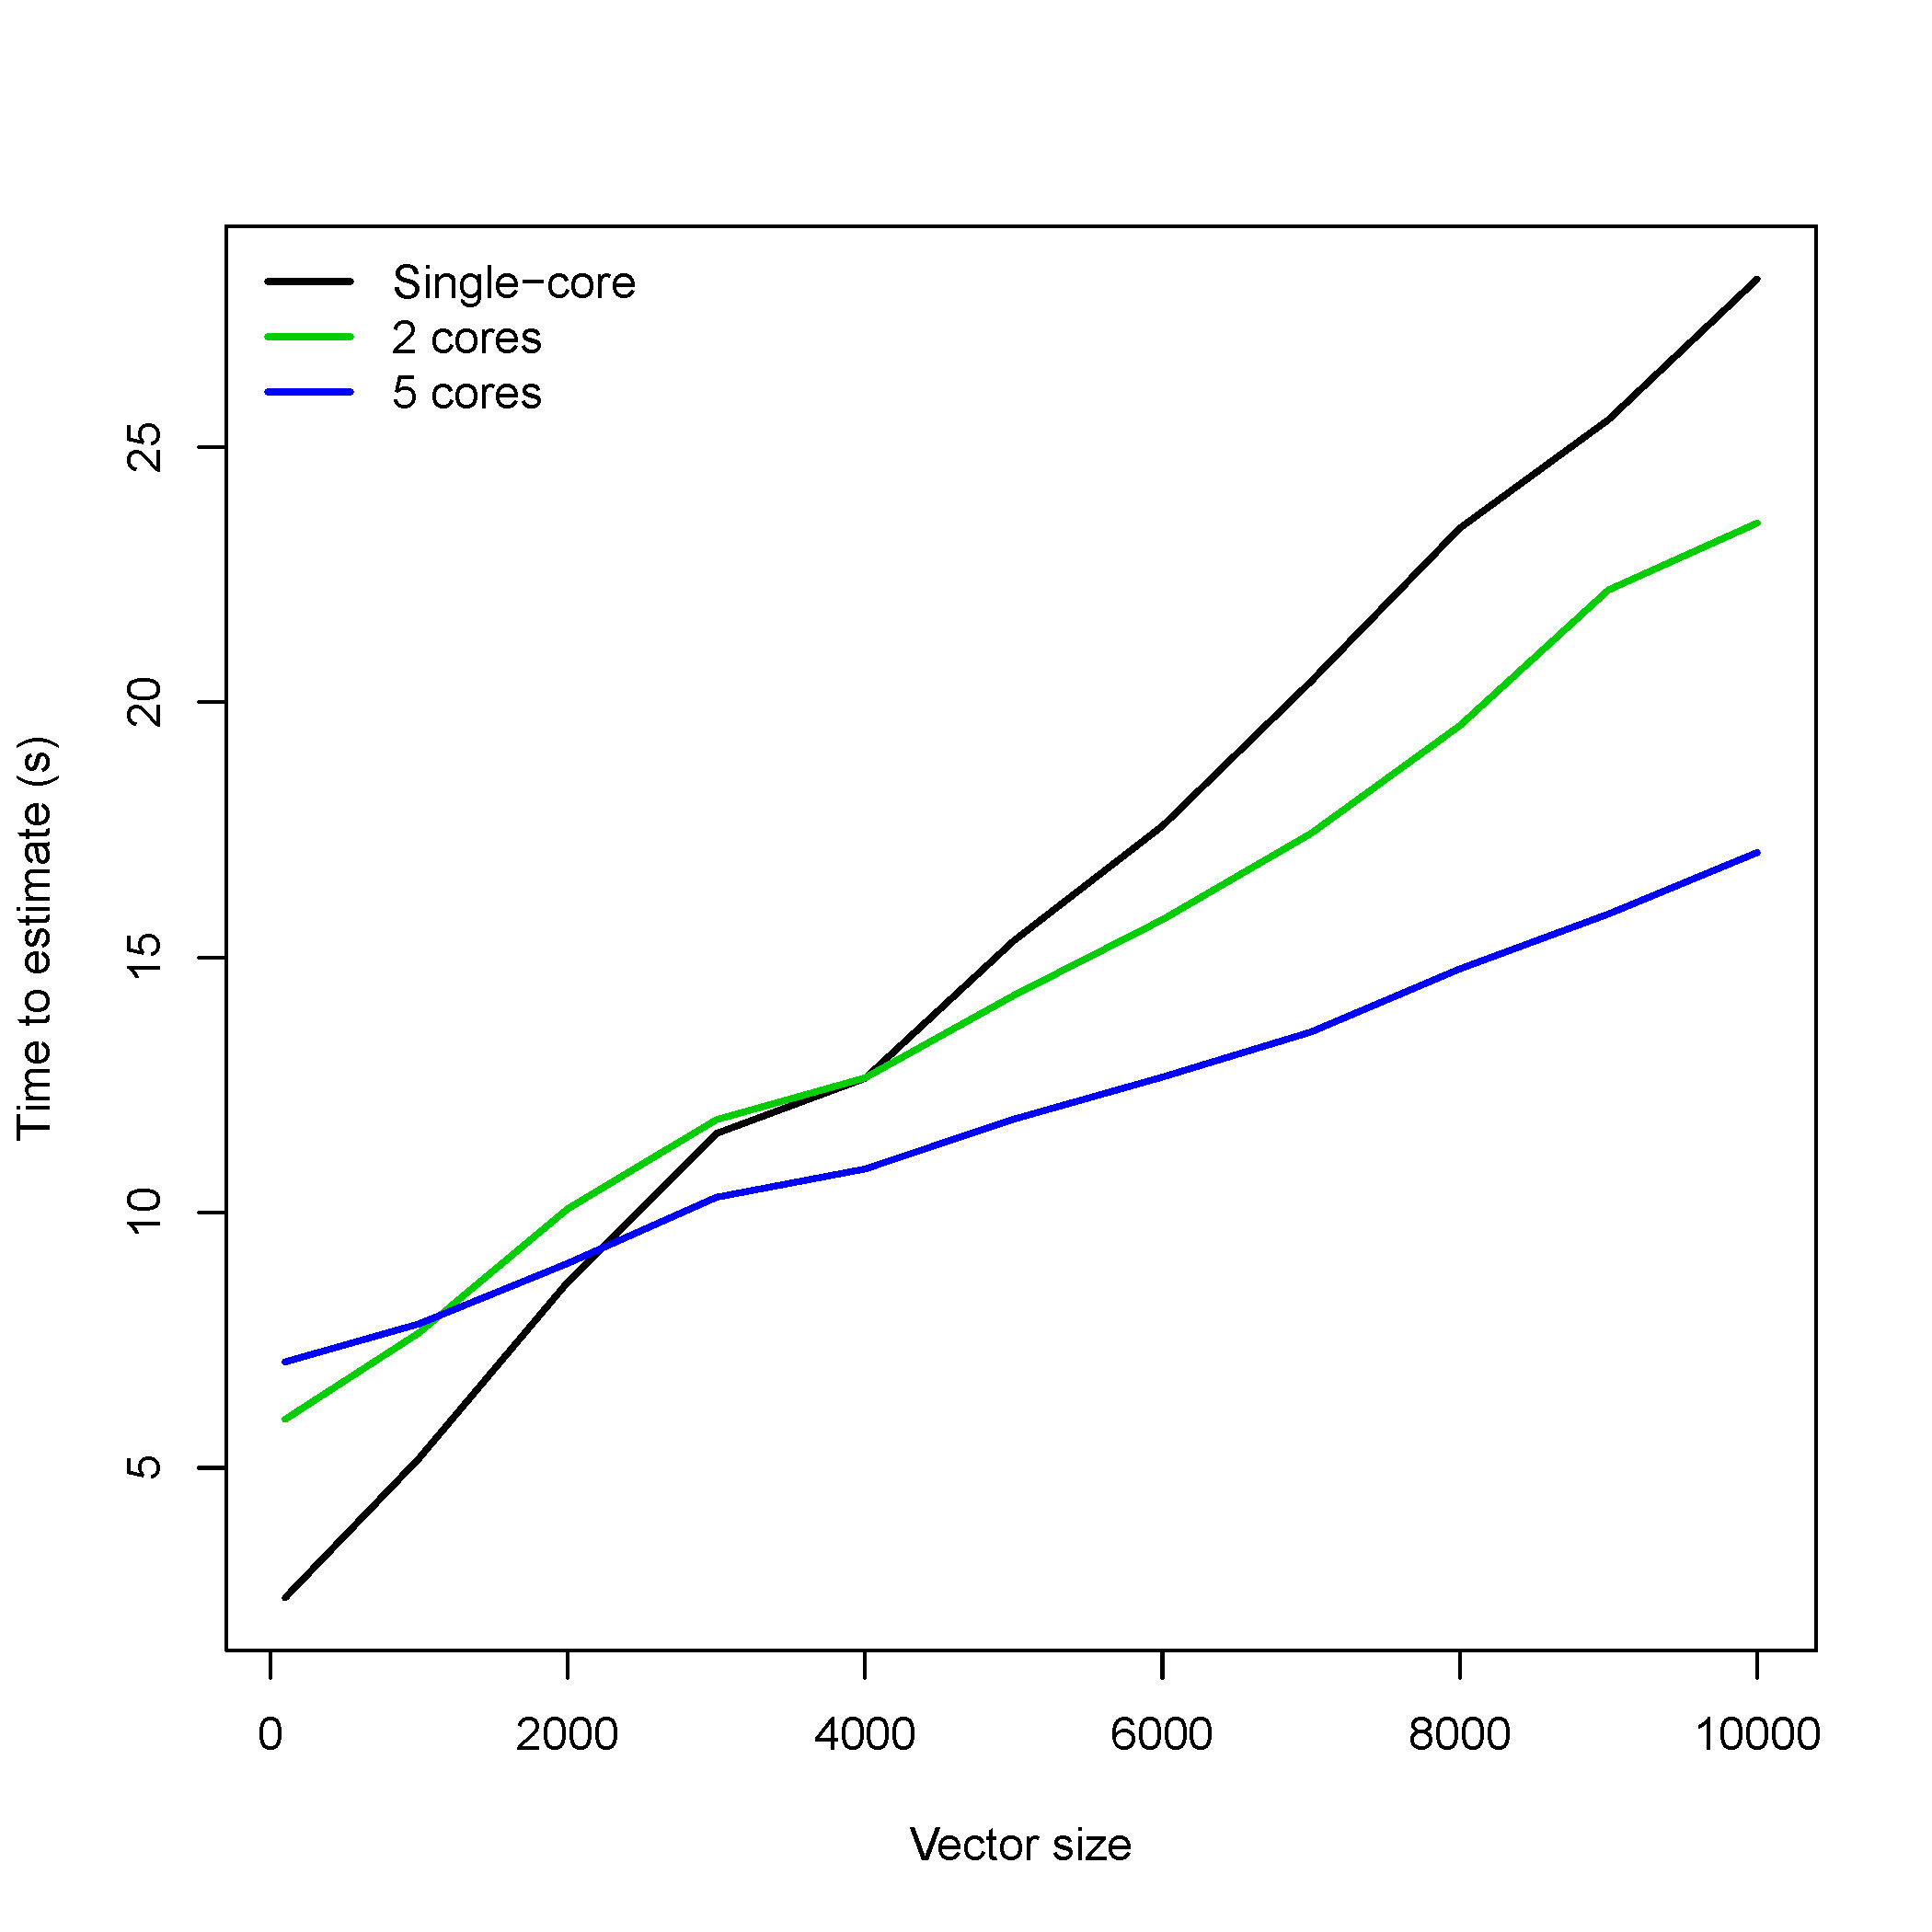 Single−core
2 cores
5 cores
25
20
15
10
5
Time to estimate (s)
0 2000 4000 6000 8000 10000
Vector size